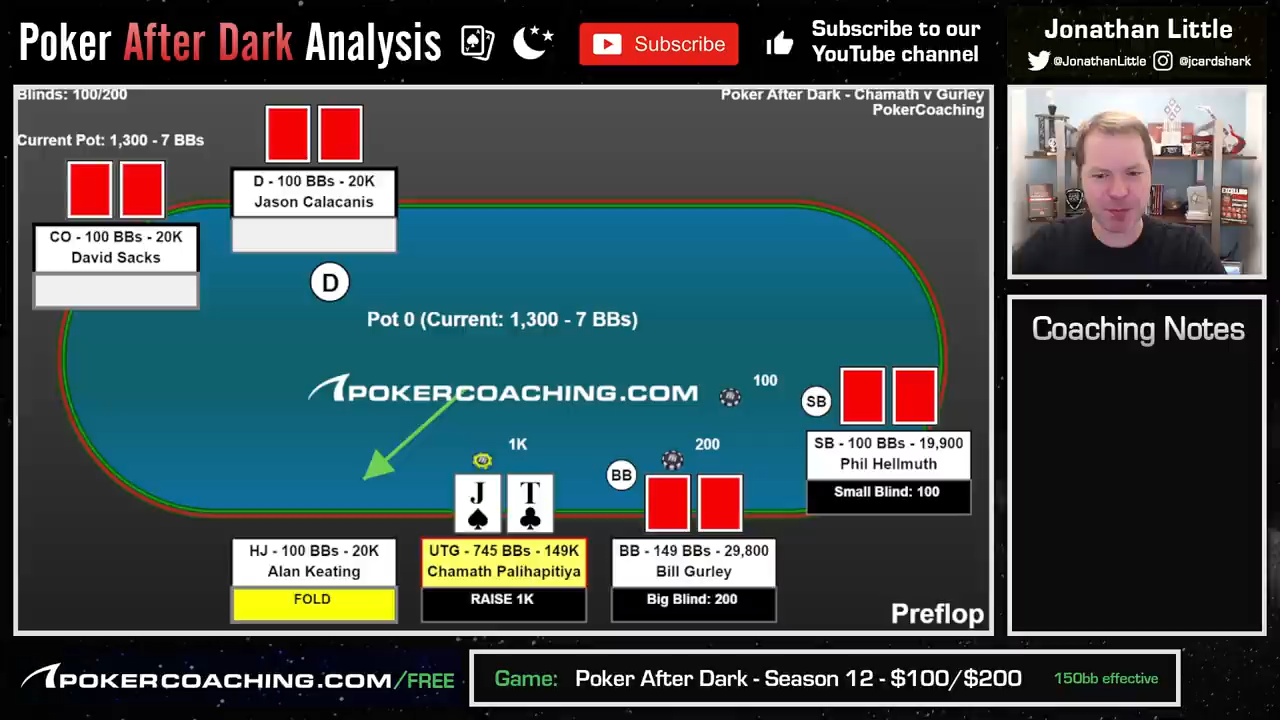 Poker After Dark Analysis
Subscribe
Subscribe to our
YouTube channel
Jonathan Little
@JonathanLittle @jcardshark
Blinds: 100/200
Poker After Dark - Chamath v Gurley
PokerCoaching
Current Pot: 1,300 - 7 BBs
D - 100 BBs - 20K
Jason Calacanis
CO - 100 BBs - 20K
David Sacks
D
Pot 0 (Current: 1,300 - 7 BBs)
POKERCOACHING.COM
100
SB
200
1K
BB
J
T
SB - 100 BBs - 19,900
Phil Hellmuth
Small Blind: 100
HJ - 100 BBs - 20K
Alan Keating
FOLD
UTG - 745 BBs - 149K
Chamath Palihapitiya
RAISE 1K
BB - 149 BBs - 29,800
Bill Gurley
Big Blind: 200
Preflop
Coaching Notes
POKERCOACHING.COM/FREE
Game: Poker After Dark - Season 12 - $100/$200 150bb effective